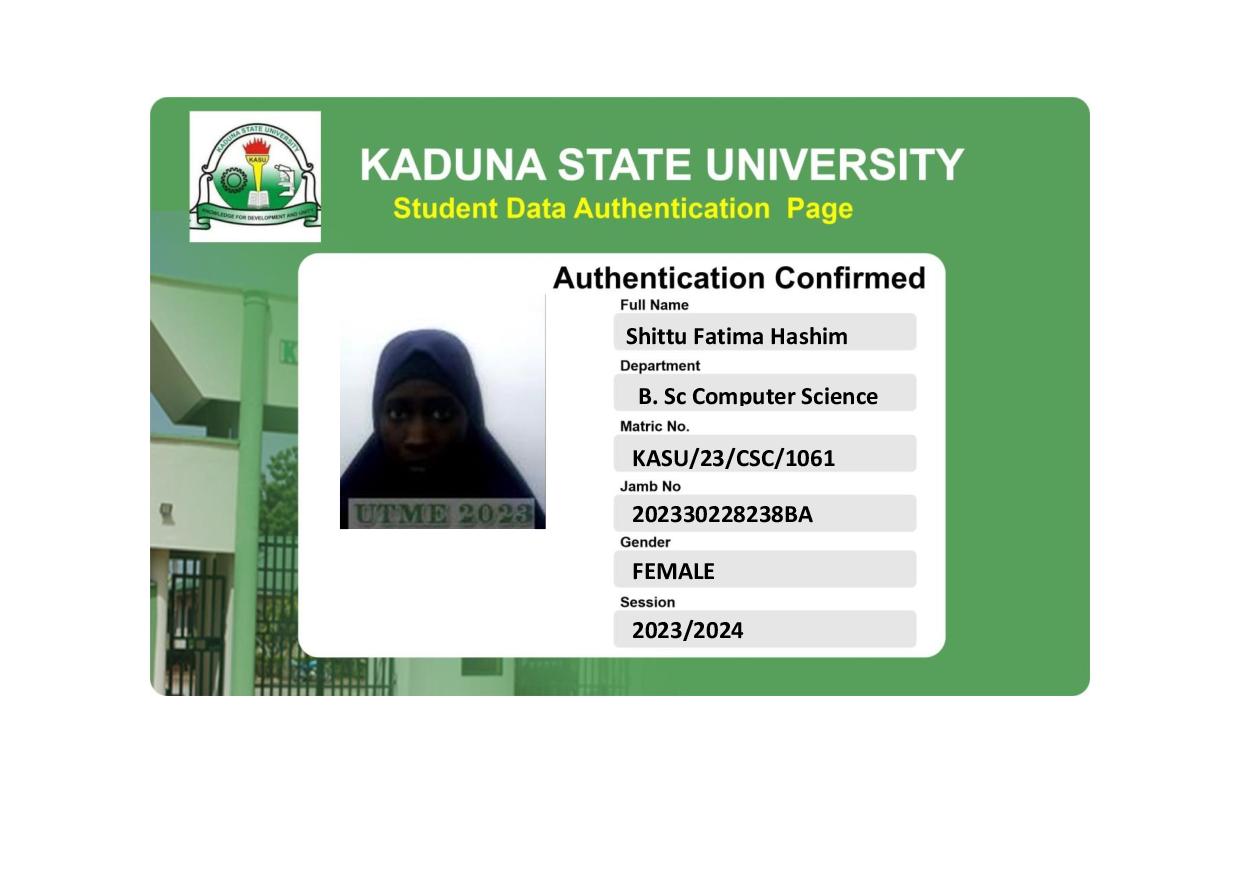 KADUNA STATE UNIVERSITY
KASU
KNOWLEDGE FOR DEVELOPMENT AND UNITY
KADUNA STATE UNIVERSITY
Student Data Authentication Page
Authentication Confirmed
Full Name
Shittu Fatima Hashim
Department
B. Sc Computer Science
Matric No.
KASU/23/CSC/1061
Jamb No
202330228238BA
Gender
FEMALE
Session
2023/2024
UTME 2023
K